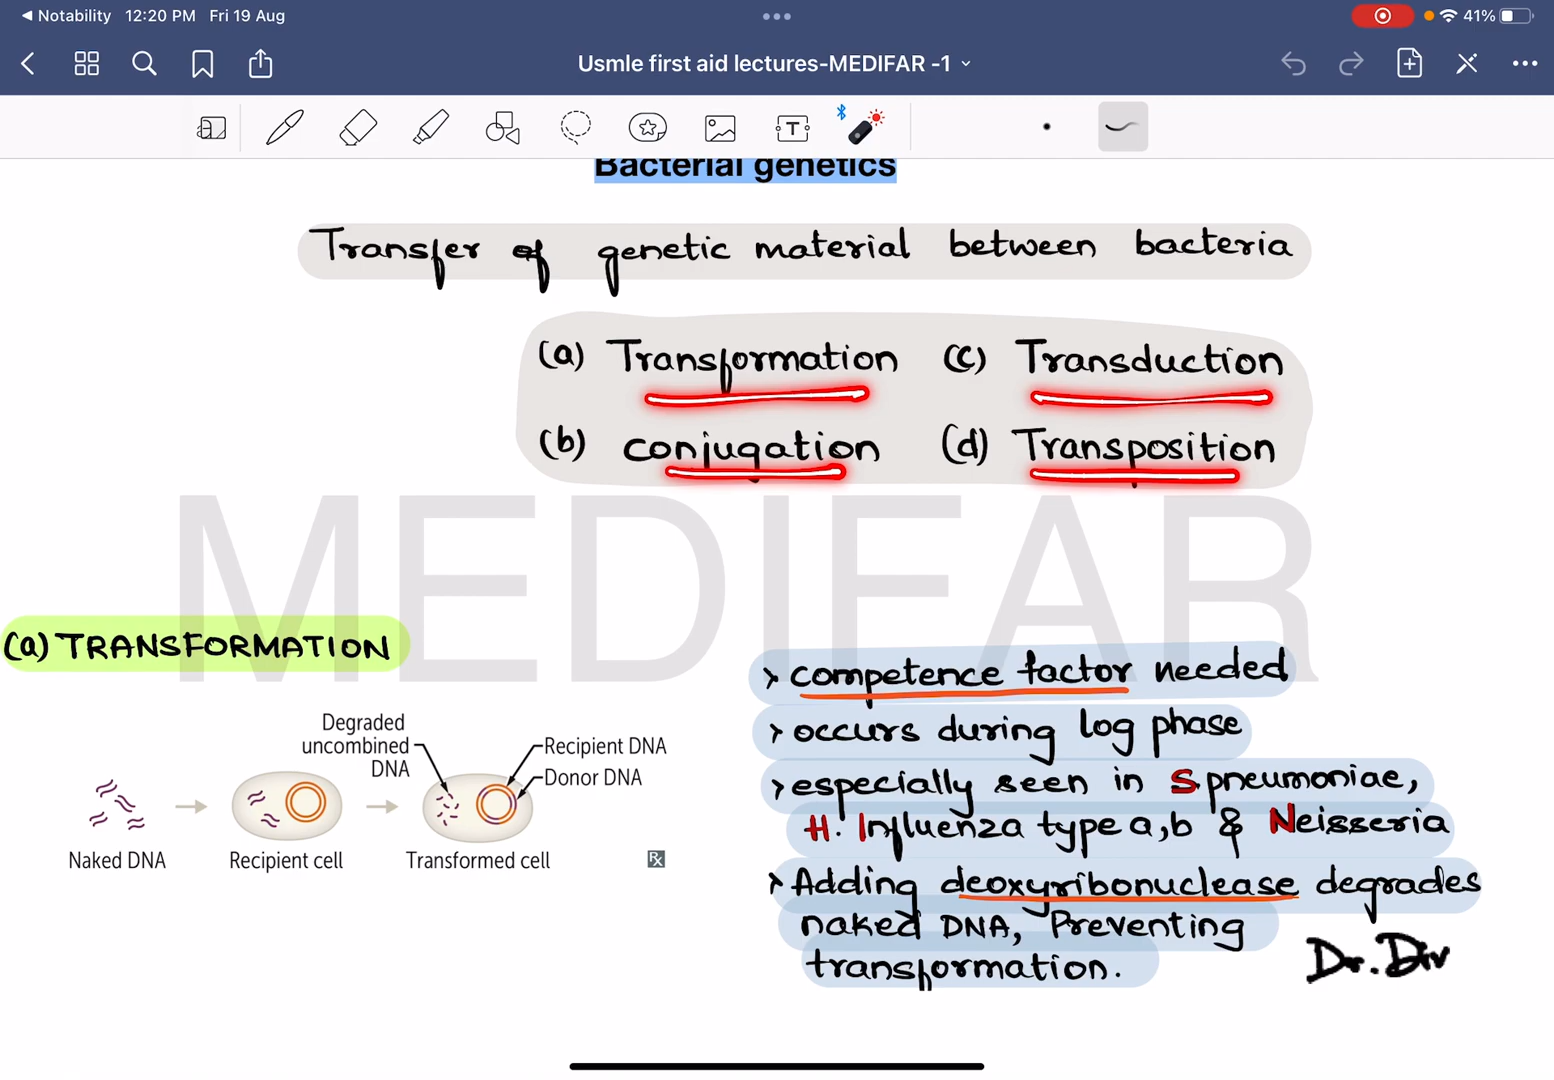 Notability 12:20 PM Fri 19 Aug
41%
Usmle first aid lectures-MEDIFAR -1
T
Bacterial genetics
Transfer of genetic material between bacteria
(a) Transformation (c) Transduction
(b) conjugation (d) Transposition
MEDIFAR
(a) TRANSFORMATION
Degraded
uncombined
DNA
Recipient DNA
Donor DNA
Naked DNA
Recipient cell
Transformed cell
Rx
> competence factor needed
> occurs during log phase
> especially seen in S. pneumoniae,
H. Influenza type a,b & Neisseria
> Adding deoxyribonuclease degrades
naked DNA, Preventing
transformation.
Dr. Div